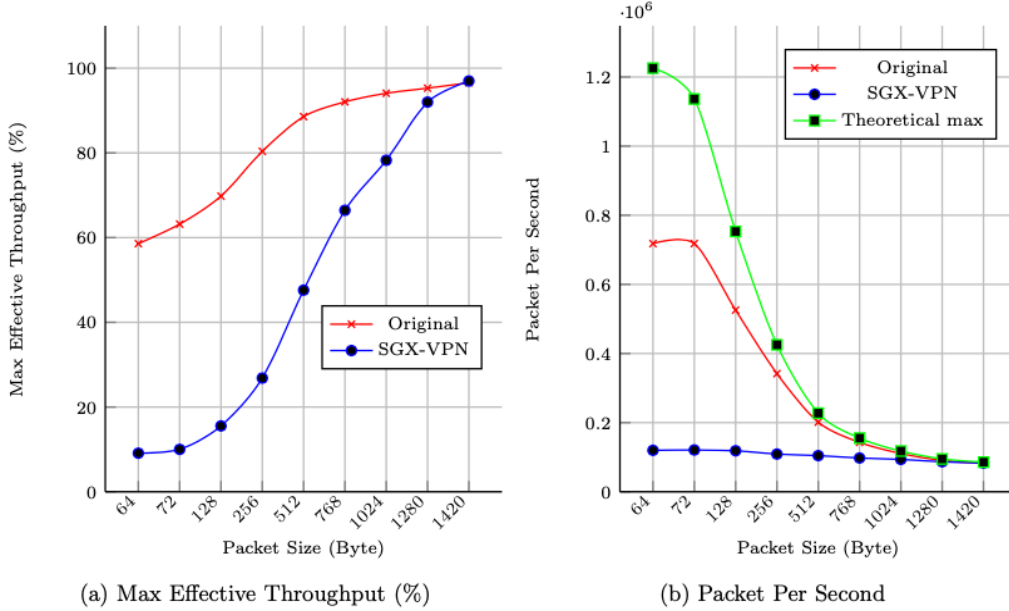 Max Effective Throughput (%)
100
80
60
40
20
0
Original
SGX-VPN
64
72
128
256
512
768
1024
1280
1420
Packet Size (Byte)
(a) Max Effective Throughput (%)
·10⁶
Packet Per Second
1.2
1
0.8
0.6
0.4
0.2
0
Original
SGX-VPN
Theoretical max
64
72
128
256
512
768
1024
1280
1420
Packet Size (Byte)
(b) Packet Per Second